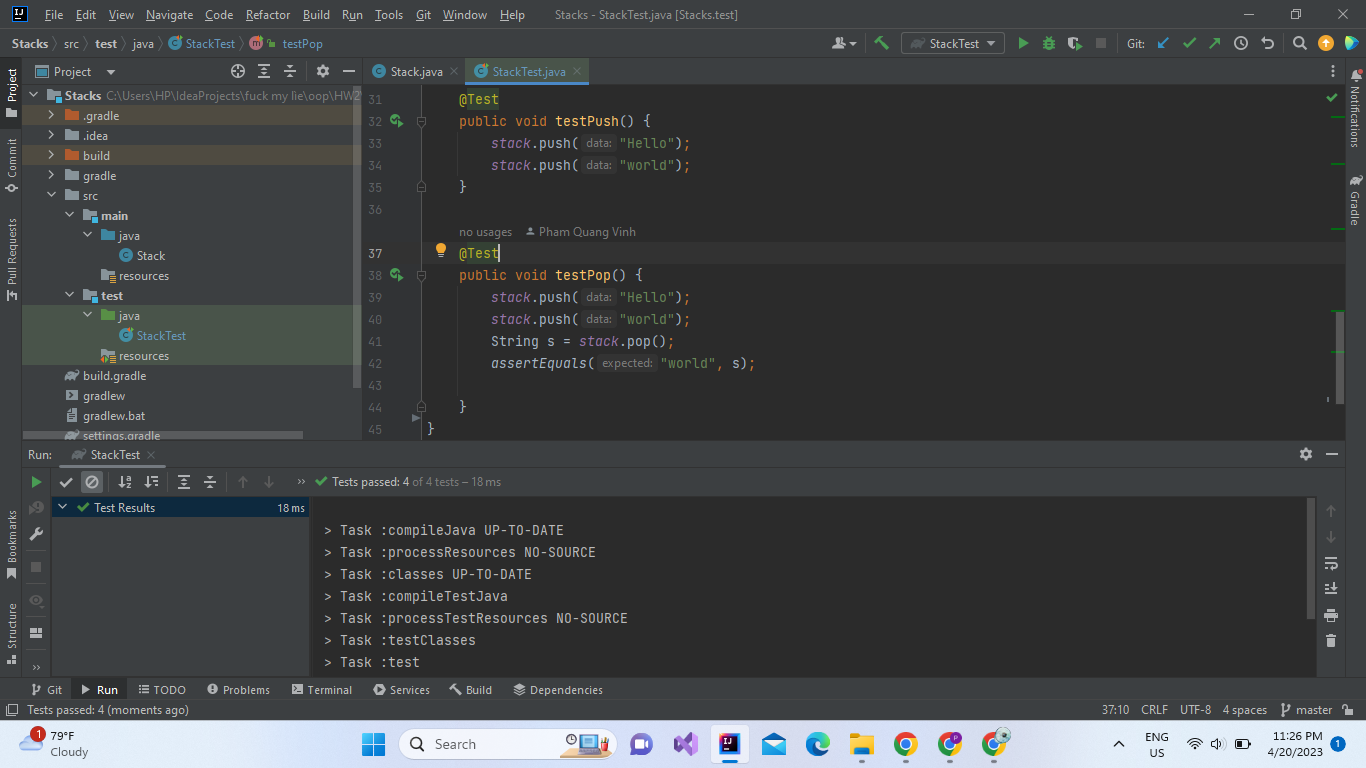 File Edit View Navigate Code Refactor Build Run Tools Git Window Help Stacks - StackTest.java [Stacks.test]
Stacks src test java StackTest testPop StackTest Git:
Project
Stack.java StackTest.java
Project
Commit
Pull Requests
Bookmarks
Structure
Notifications
Gradle
Stacks C:\Users\HP\IdeaProjects\fuck my lie\oop\HW2\
.gradle
.idea
build
gradle
src
main
java
Stack
resources
test
java
StackTest
resources
build.gradle
gradlew
gradlew.bat
settings.gradle
31 @Test
32 public void testPush() {
33 stack.push( data: "Hello");
34 stack.push( data: "world");
35 }
36
no usages Pham Quang Vinh
37 @Test
38 public void testPop() {
39 stack.push( data: "Hello");
40 stack.push( data: "world");
41 String s = stack.pop();
42 assertEquals( expected: "world", s);
43
44 }
45 }
Run: StackTest
Tests passed: 4 of 4 tests – 18 ms
Test Results 18 ms
> Task :compileJava UP-TO-DATE
> Task :processResources NO-SOURCE
> Task :classes UP-TO-DATE
> Task :compileTestJava
> Task :processTestResources NO-SOURCE
> Task :testClasses
> Task :test
Git Run TODO Problems Terminal Services Build Dependencies
Tests passed: 4 (moments ago) 37:10 CRLF UTF-8 4 spaces master
1
79°F
Cloudy
Search
ENG
US
11:26 PM
4/20/2023
1